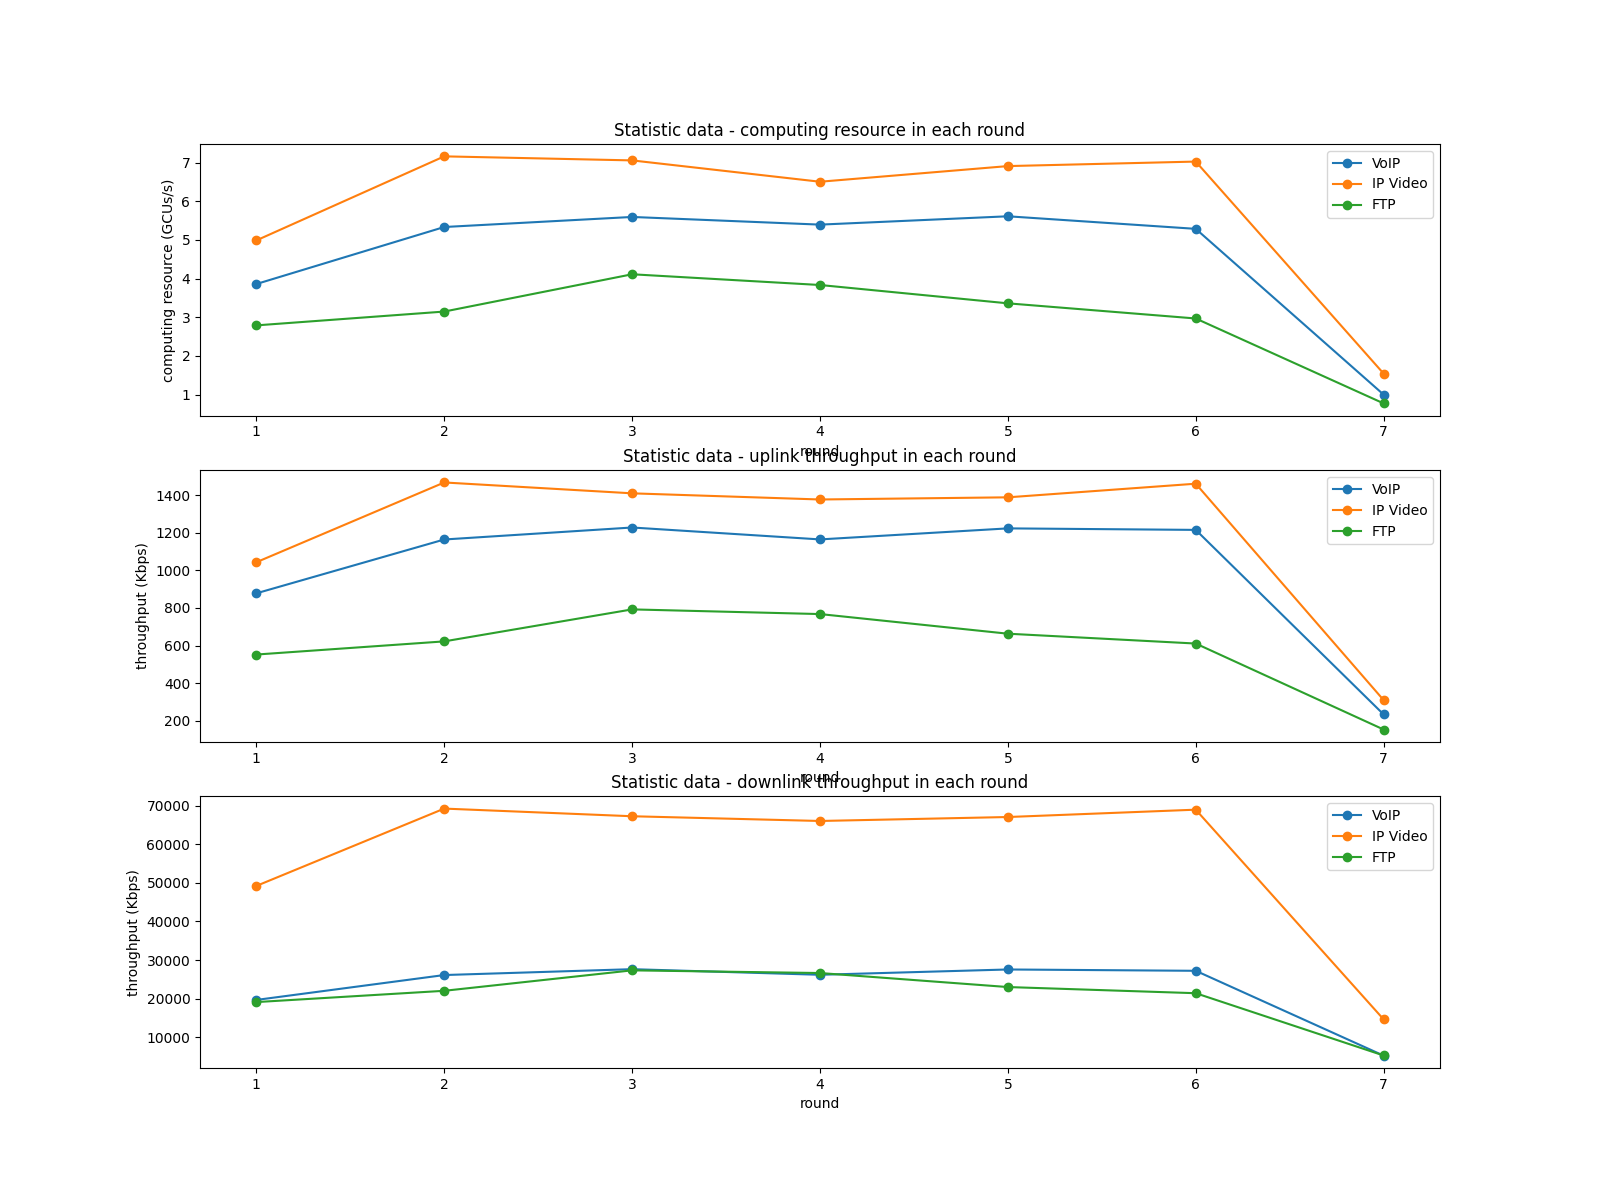 Statistic data - computing resource in each round
computing resource (GCUs/s)
7
6
5
4
3
2
1
VoIP
IP Video
FTP
1 2 3 4 5 6 7
round
Statistic data - uplink throughput in each round
throughput (Kbps)
1400
1200
1000
800
600
400
200
VoIP
IP Video
FTP
1 2 3 4 5 6 7
round
Statistic data - downlink throughput in each round
throughput (Kbps)
70000
60000
50000
40000
30000
20000
10000
VoIP
IP Video
FTP
1 2 3 4 5 6 7
round